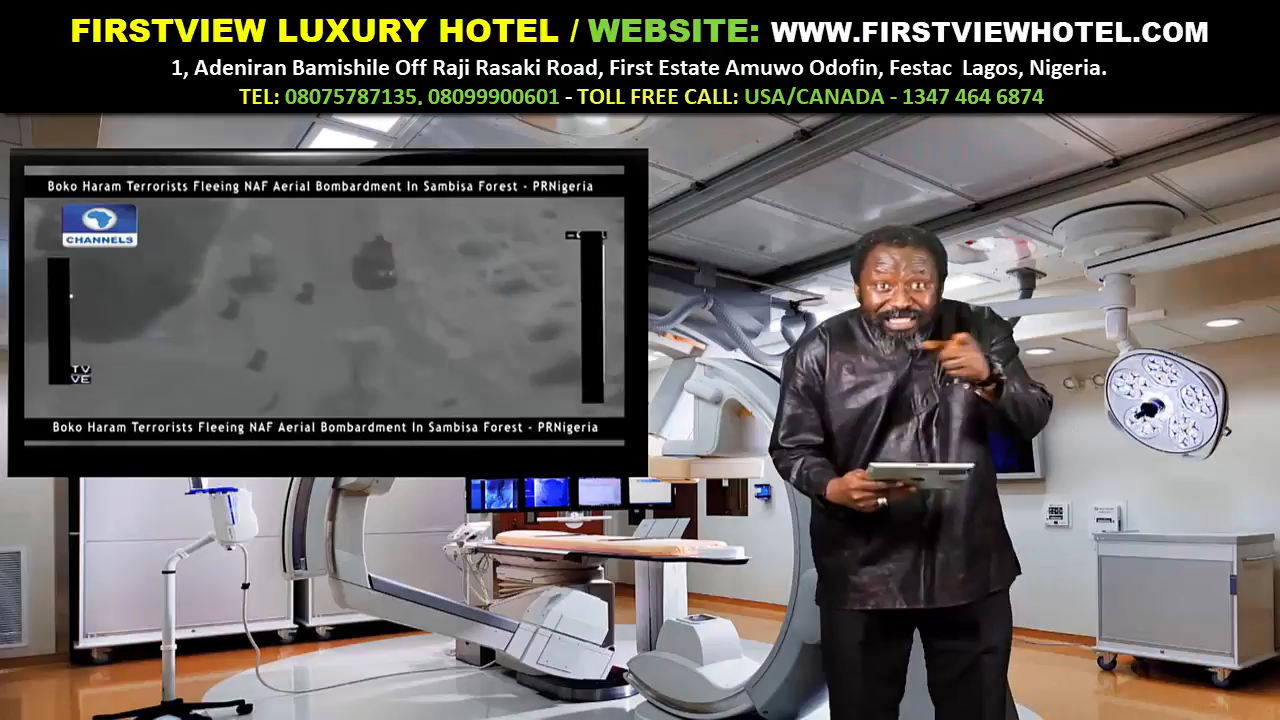 FIRSTVIEW LUXURY HOTEL / WEBSITE: WWW.FIRSTVIEWHOTEL.COM
1, Adeniran Bamishile Off Raji Rasaki Road, First Estate Amuwo Odofin, Festac Lagos, Nigeria.
TEL: 08075787135, 08099900601 - TOLL FREE CALL: USA/CANADA - 1347 464 6874
Boko Haram Terrorists Fleeing NAF Aerial Bombardment In Sambisa Forest - PRNigeria
CHANNELS
TV
VE
Boko Haram Terrorists Fleeing NAF Aerial Bombardment In Sambisa Forest - PRNigeria